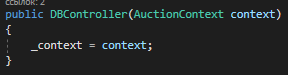 ссылок: 2
public DBController(AuctionContext context)
{
_context = context;
}